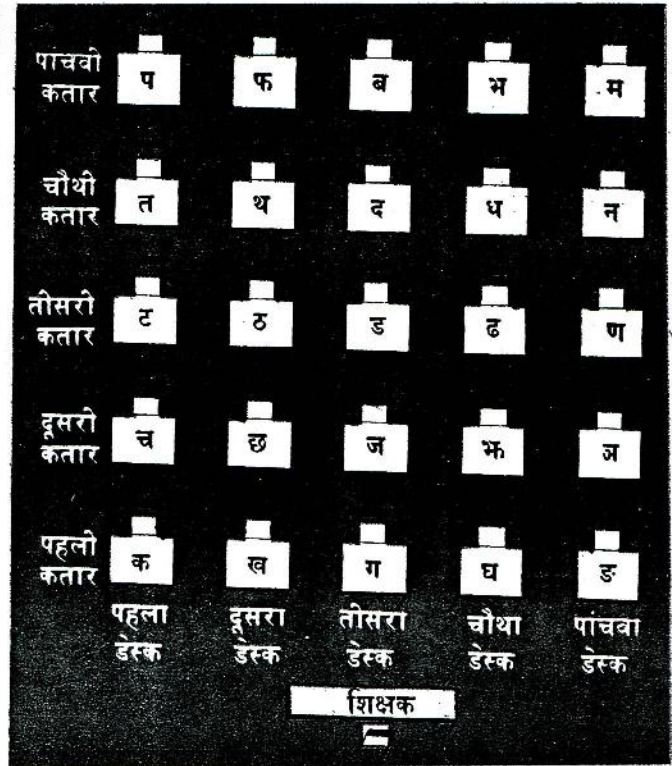 पांचवी कतार प फ ब भ म
चौथी कतार त थ द ध न
तीसरी कतार ट ठ ड ढ ण
दूसरी कतार च छ ज झ ञ
पहली कतार क ख ग घ ङ
पहला डेस्क दूसरा डेस्क तीसरा डेस्क चौथा डेस्क पांचवा डेस्क
शिक्षक